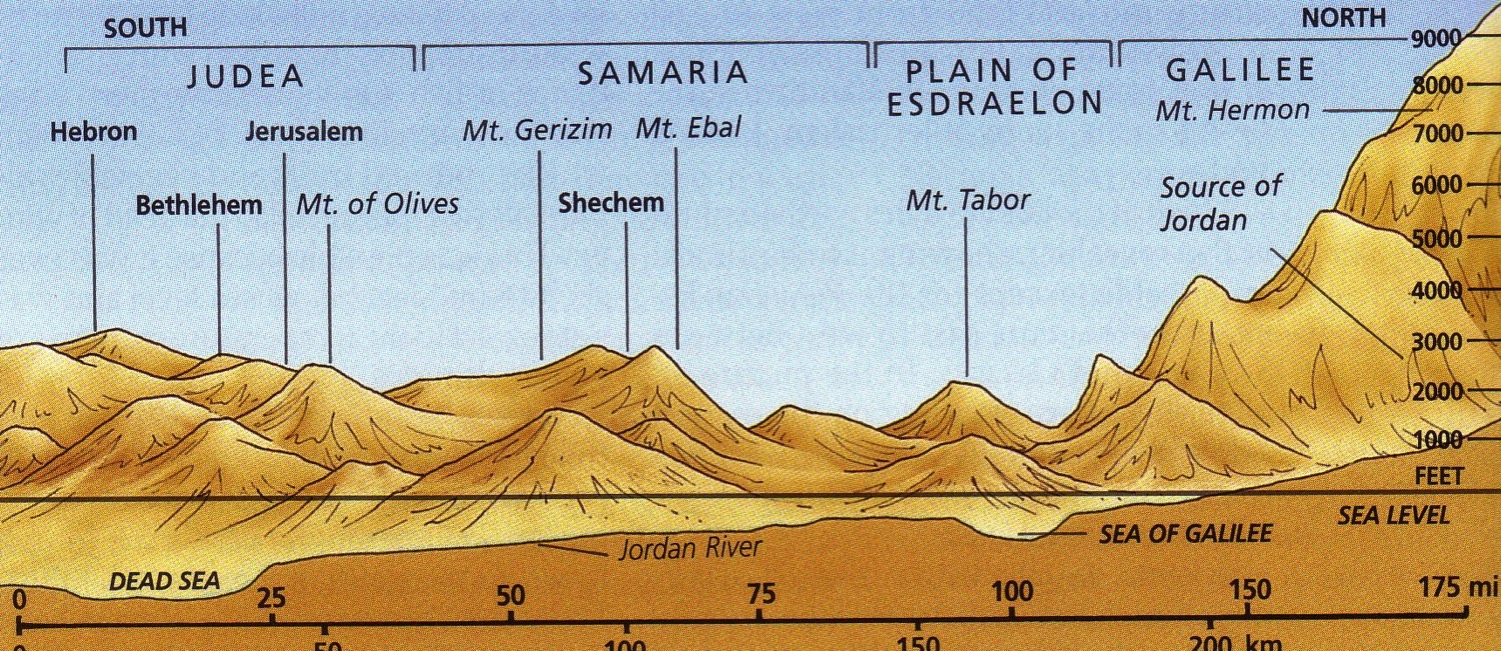 SOUTH
NORTH
JUDEA
SAMARIA
PLAIN OF
ESDRAELON
GALILEE
Hebron
Jerusalem
Mt. Gerizim
Mt. Ebal
Mt. Hermon
Bethlehem
Mt. of Olives
Shechem
Mt. Tabor
Source of
Jordan
9000
8000
7000
6000
5000
4000
3000
2000
1000
FEET
SEA LEVEL
SEA OF GALILEE
Jordan River
DEAD SEA
0 25 50 75 100 150 175 mi
0 50 100 150 200 km